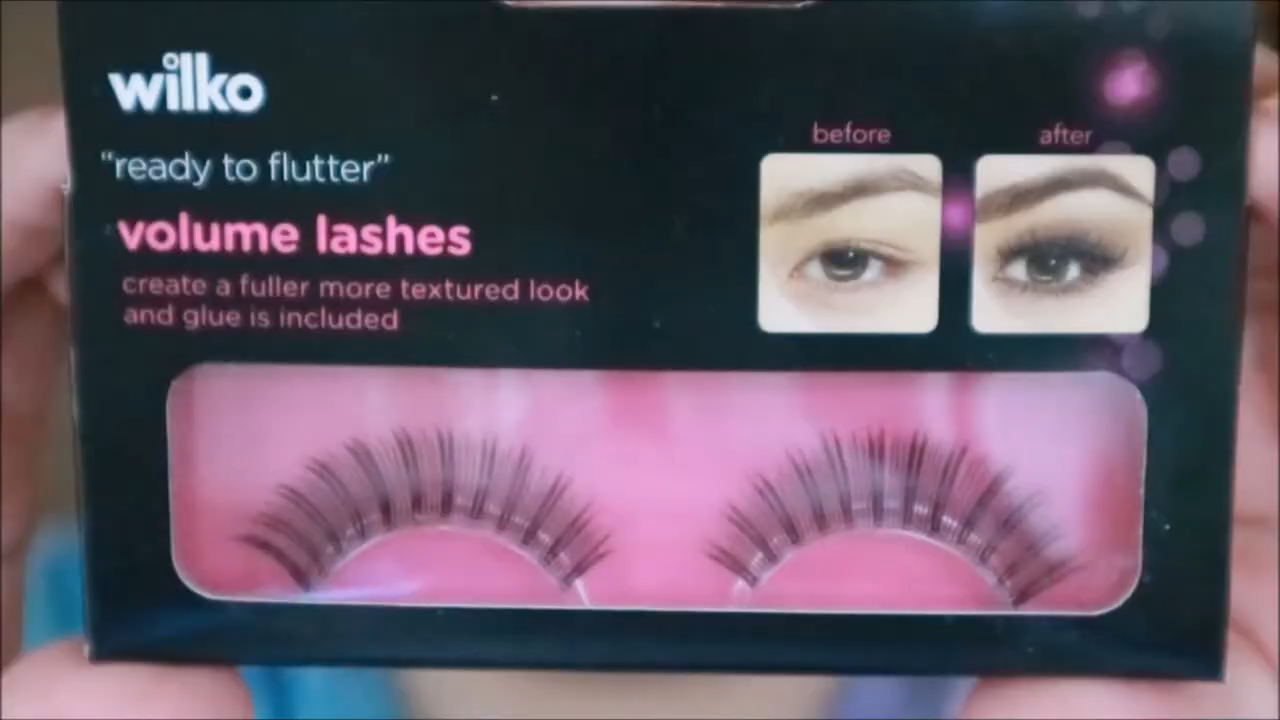 wilko
"ready to flutter"
volume lashes
create a fuller more textured look
and glue is included
before
after